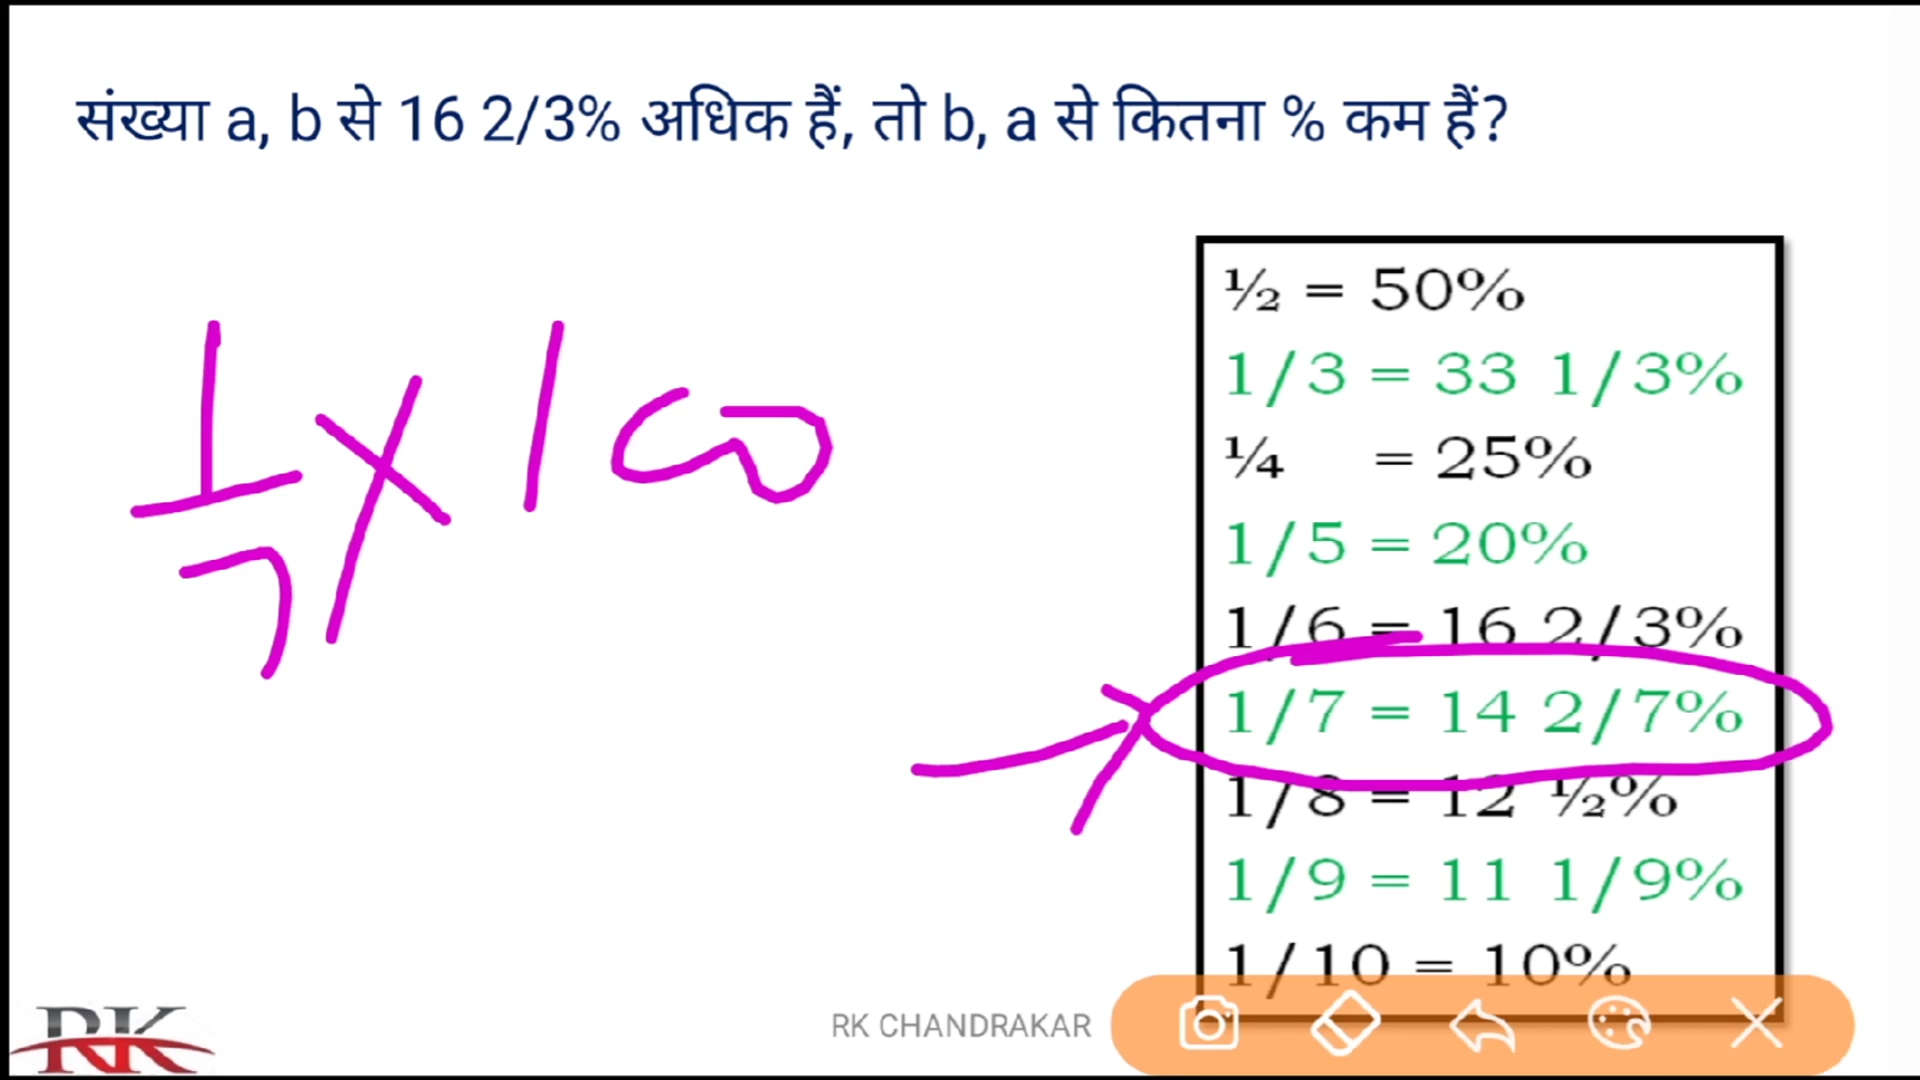 संख्या a, b से 16 2/3% अधिक हैं, तो b, a से कितना % कम हैं?
1/7 × 100
½ = 50%
1/3 = 33 1/3%
¼ = 25%
1/5 = 20%
1/6 = 16 2/3%
1/7 = 14 2/7%
1/8 = 12 ½%
1/9 = 11 1/9%
1/10 = 10%
RK
RK CHANDRAKAR